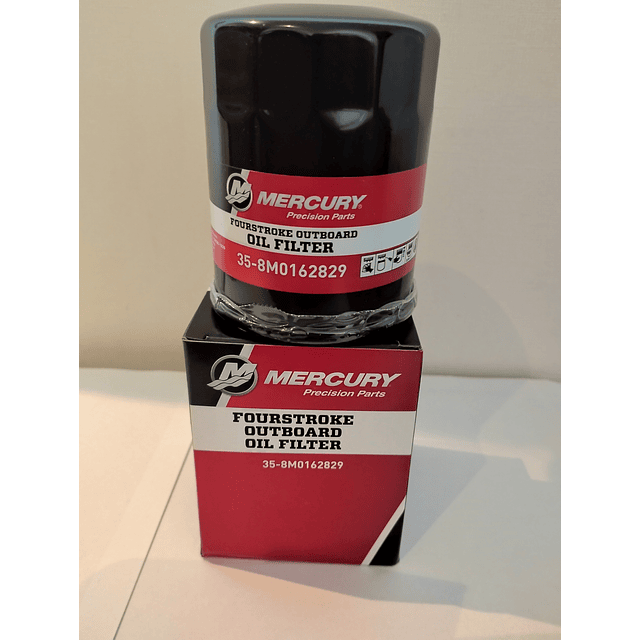 MERCURY®
Precision Parts
FOURSTROKE OUTBOARD
OIL FILTER
35-8M0162829
MERCURY
Precision Parts
FOURSTROKE
OUTBOARD
OIL FILTER
35-8M0162829